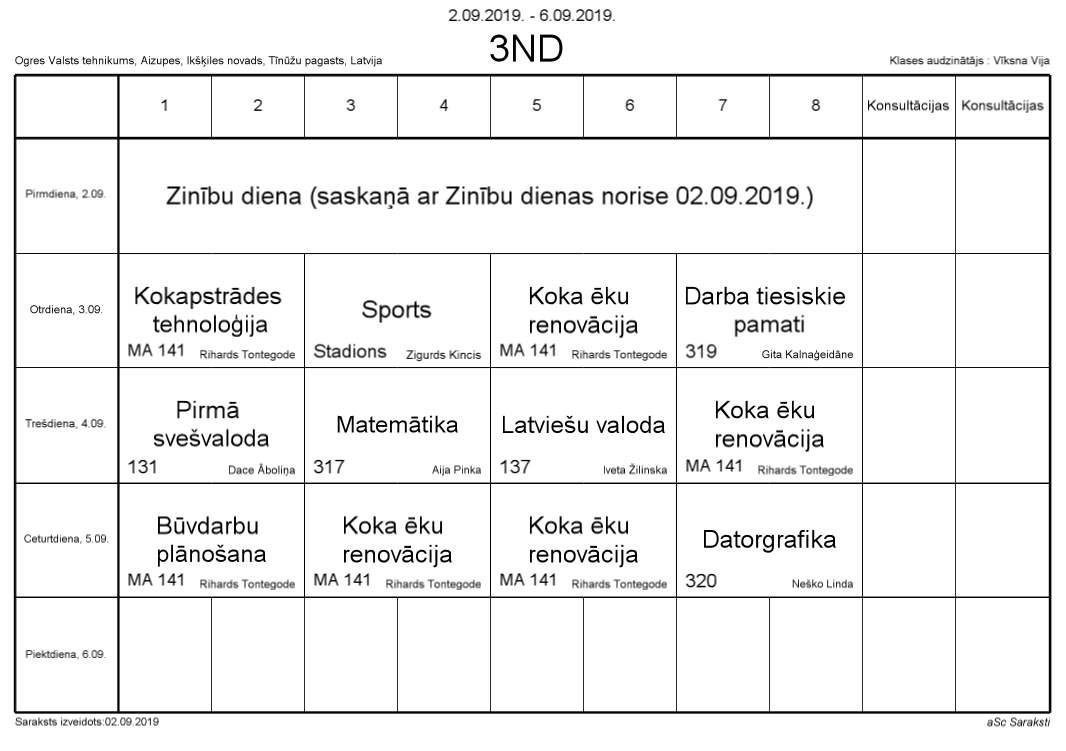 2.09.2019. - 6.09.2019.
3ND
Ogres Valsts tehnikums, Aizupes, Ikšķiles novads, Tīnūžu pagasts, Latvija
Klases audzinātājs : Vīksna Vija
1 2 3 4 5 6 7 8 Konsultācijas Konsultācijas
Pirmdiena, 2.09.
Zinību diena (saskaņā ar Zinību dienas norise 02.09.2019.)
Otrdiena, 3.09.
Kokapstrādes
tehnoloģija
MA 141 Rihards Tontegode
Sports
Stadions Zigurds Kincis
Koka ēku
renovācija
MA 141 Rihards Tontegode
Darba tiesiskie
pamati
319 Gita Kalnaģeidāne
Trešdiena, 4.09.
Pirmā
svešvaloda
131 Dace Āboliņa
Matemātika
317 Aija Pinka
Latviešu valoda
137 Iveta Žilinska
Koka ēku
renovācija
MA 141 Rihards Tontegode
Ceturtdiena, 5.09.
Būvdarbu
plānošana
MA 141 Rihards Tontegode
Koka ēku
renovācija
MA 141 Rihards Tontegode
Koka ēku
renovācija
MA 141 Rihards Tontegode
Datorgrafika
320 Neško Linda
Piektdiena, 6.09.
Saraksts izveidots:02.09.2019
aSc Saraksti